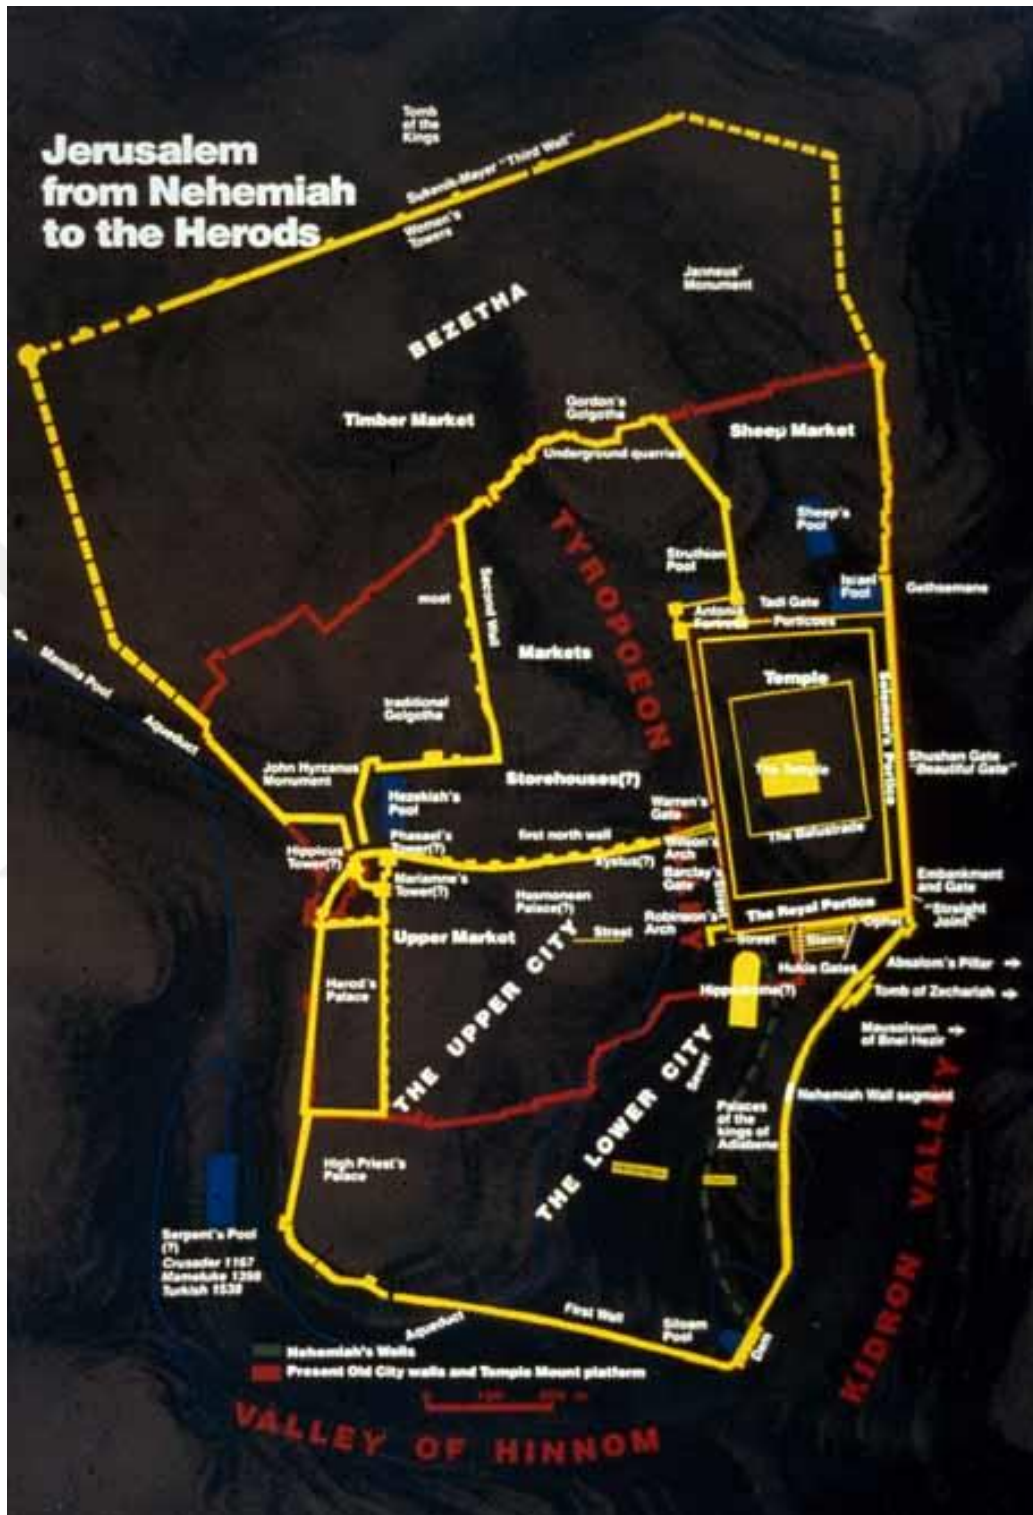 Jerusalem
from Nehemiah
to the Herods
Tomb
of the
Kings
Sukenik-Mayer "Third Wall"
Women's
Towers
Janneus'
Monument
BEZETHA
Timber Market
Gordon's
Golgotha
Underground quarries
Sheep Market
Sheep's
Pool
TYROPOEON
Struthion
Pool
Israel
Pool
Gethsemane
moat
Second Wall
Antonia
Fortress
Tadi Gate
Porticoes
Markets
Temple
Solomon's Portico
Mamilla Pool
Aqueduct
traditional
Golgotha
John Hyrcanus
Monument
Storehouses(?)
The Temple
Shushan Gate
"Beautiful Gate"
Hezekiah's
Pool
Warren's
Gate
The Balustrade
Hippicus
Tower(?)
Phasael's
Tower(?)
first north wall
Xystus(?)
Wilson's
Arch
Mariamne's
Tower(?)
Barclay's
Gate
Street
Embankment
and Gate
Hasmonean
Palace(?)
Robinson's
Arch
The Royal Portico
Ophel
"Straight
Joint"
Upper Market
Street
Street
Stairs
Hulda Gates
Absalom's Pillar
Herod's
Palace
Hippodrome(?)
Tomb of Zechariah
THE UPPER CITY
Mausoleum
of Bnei Hezir
THE LOWER CITY
Nehemiah Wall segment
Palaces
of the
kings of
Adiabene
High Priest's
Palace
KIDRON VALLEY
Serpent's Pool
(?)
Crusader 1167
Mameluke 1398
Turkish 1538
Aqueduct
First Wall
Siloam
Pool
Dam
Nehemiah's Walls
Present Old City walls and Temple Mount platform
VALLEY OF HINNOM